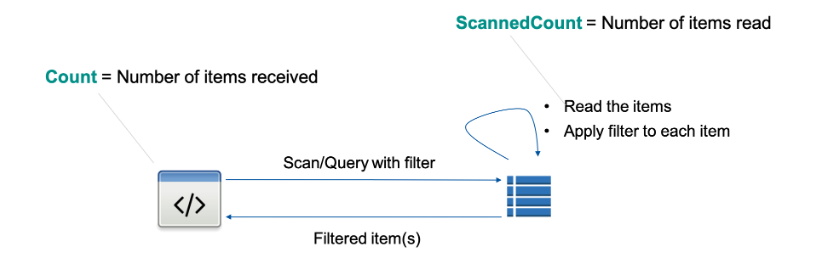 ScannedCount = Number of items read
Count = Number of items received
• Read the items
• Apply filter to each item
Scan/Query with filter
</>
Filtered item(s)